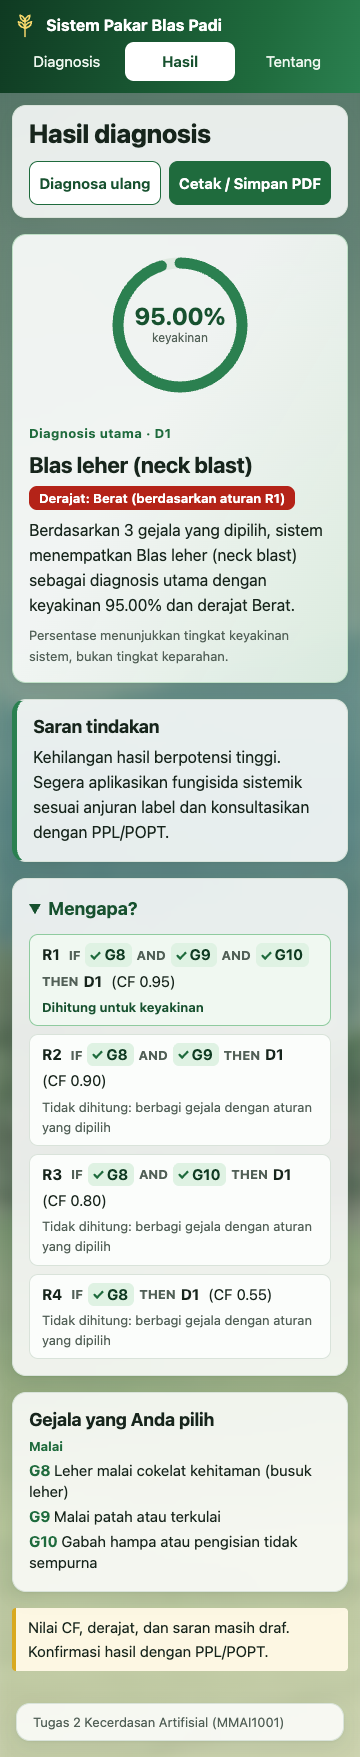 Sistem Pakar Blas Padi
Diagnosis Hasil Tentang
Hasil diagnosis
Diagnosa ulang Cetak / Simpan PDF
95.00%
keyakinan
Diagnosis utama · D1
Blas leher (neck blast)
Derajat: Berat (berdasarkan aturan R1)
Berdasarkan 3 gejala yang dipilih, sistem
menempatkan Blas leher (neck blast)
sebagai diagnosis utama dengan
keyakinan 95.00% dan derajat Berat.
Persentase menunjukkan tingkat keyakinan
sistem, bukan tingkat keparahan.
Saran tindakan
Kehilangan hasil berpotensi tinggi.
Segera aplikasikan fungisida sistemik
sesuai anjuran label dan konsultasikan
dengan PPL/POPT.
▼ Mengapa?
R1 IF ✓ G8 AND ✓ G9 AND ✓ G10
THEN D1 (CF 0.95)
Dihitung untuk keyakinan
R2 IF ✓ G8 AND ✓ G9 THEN D1
(CF 0.90)
Tidak dihitung: berbagi gejala dengan aturan
yang dipilih
R3 IF ✓ G8 AND ✓ G10 THEN D1
(CF 0.80)
Tidak dihitung: berbagi gejala dengan aturan
yang dipilih
R4 IF ✓ G8 THEN D1 (CF 0.55)
Tidak dihitung: berbagi gejala dengan aturan
yang dipilih
Gejala yang Anda pilih
Malai
G8 Leher malai cokelat kehitaman (busuk
leher)
G9 Malai patah atau terkulai
G10 Gabah hampa atau pengisian tidak
sempurna
Nilai CF, derajat, dan saran masih draf.
Konfirmasi hasil dengan PPL/POPT.
Tugas 2 Kecerdasan Artifisial (MMAI1001)